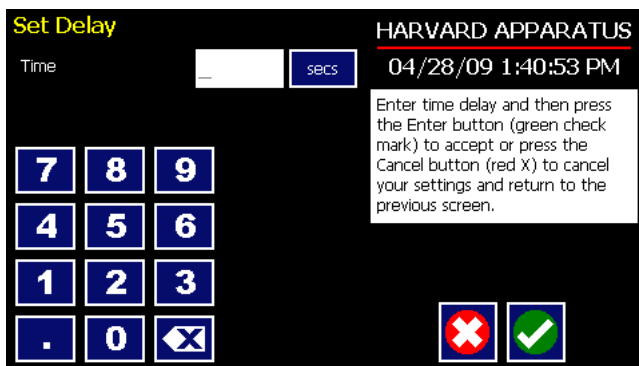 Set Delay
Time
_
secs
7 8 9
4 5 6
1 2 3
. 0
HARVARD APPARATUS
04/28/09 1:40:53 PM
Enter time delay and then press
the Enter button (green check
mark) to accept or press the
Cancel button (red X) to cancel
your settings and return to the
previous screen.